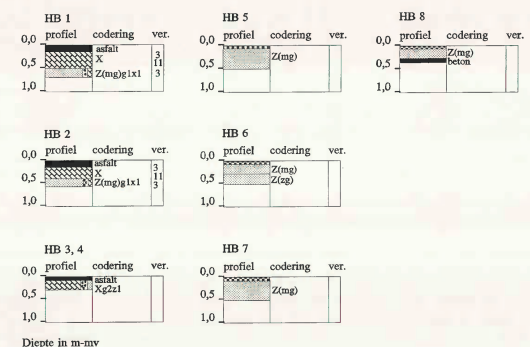 HB 1
profiel codering ver.
0,0
asfalt
X 3
11
0,5
Z(mg)g1x1 3
1,0
HB 2
profiel codering ver.
0,0
asfalt 3
X 11
0,5
Z(mg)g1x1 3
1,0
HB 3, 4
profiel codering ver.
0,0
asfalt
Xg2z1
0,5
1,0
Diepte in m-mv
HB 5
profiel codering ver.
0,0
Z(mg)
0,5
1,0
HB 6
profiel codering ver.
0,0
Z(mg)
Z(zg)
0,5
1,0
HB 7
profiel codering ver.
0,0
Z(mg)
0,5
1,0
HB 8
profiel codering ver.
0,0
Z(mg)
beton
0,5
1,0